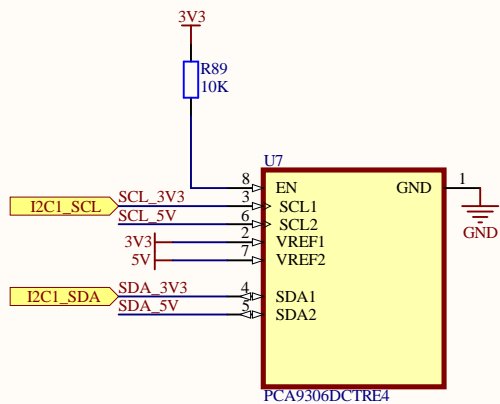 3V3
R89
10K
U7
8 EN GND 1
I2C1_SCL SCL_3V3 3 SCL1
SCL_5V 6 SCL2
3V3 2 VREF1
5V 7 VREF2
GND
I2C1_SDA SDA_3V3 4 SDA1
SDA_5V 5 SDA2
PCA9306DCTRE4